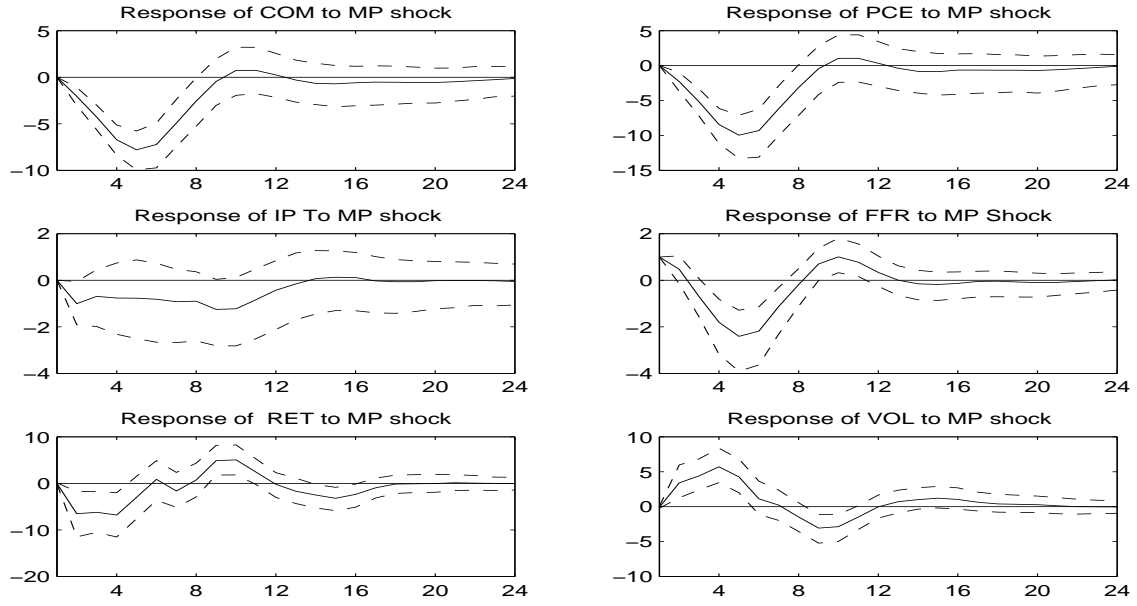 Response of COM to MP shock
5
0
−5
−10
4 8 12 16 20 24
Response of PCE to MP shock
5
0
−5
−10
−15
4 8 12 16 20 24
Response of IP To MP shock
2
0
−2
−4
4 8 12 16 20 24
Response of FFR to MP Shock
2
0
−2
−4
4 8 12 16 20 24
Response of RET to MP shock
10
0
−10
−20
4 8 12 16 20 24
Response of VOL to MP shock
10
5
0
−5
−10
4 8 12 16 20 24